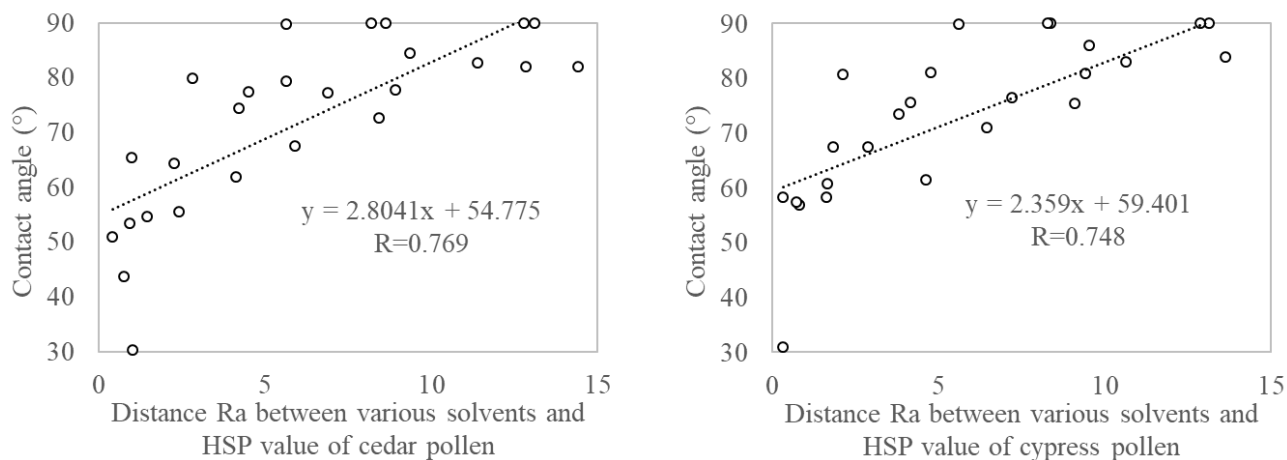 90
80
70
60
50
40
30
Contact angle (°)
y = 2.8041x + 54.775
R=0.769
0 5 10 15
Distance Ra between various solvents and
HSP value of cedar pollen
90
80
70
60
50
40
30
Contact angle (°)
y = 2.359x + 59.401
R=0.748
0 5 10 15
Distance Ra between various solvents and
HSP value of cypress pollen